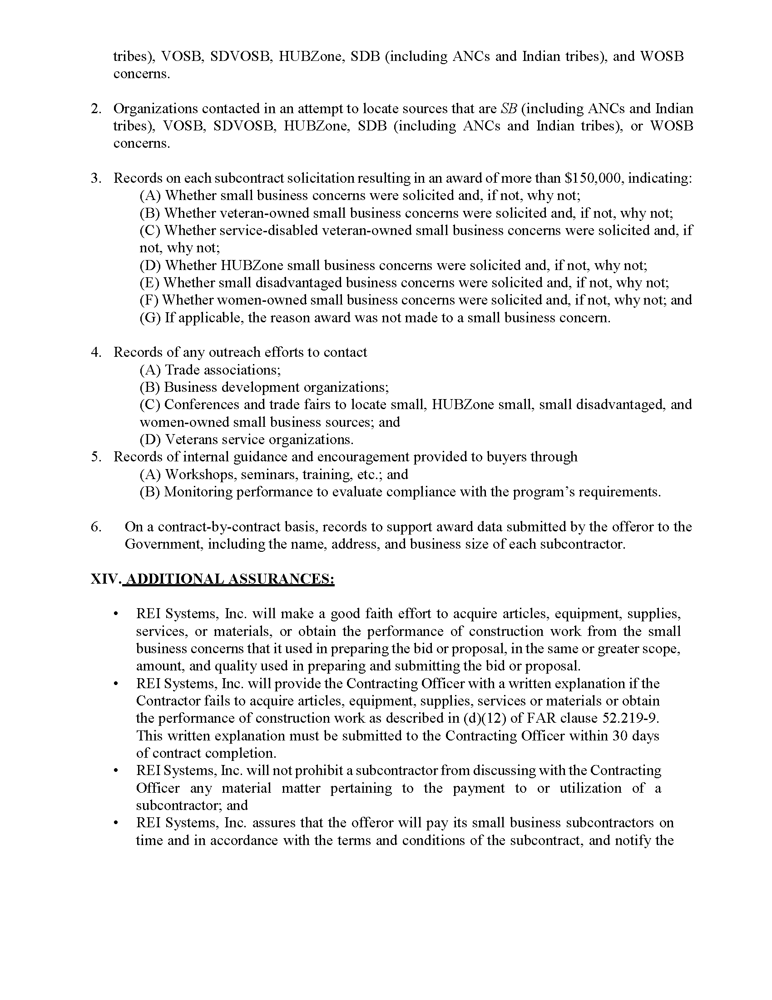 tribes), VOSB, SDVOSB, HUBZone, SDB (including ANCs and Indian tribes), and WOSB
concerns.
2. Organizations contacted in an attempt to locate sources that are SB (including ANCs and Indian
tribes), VOSB, SDVOSB, HUBZone, SDB (including ANCs and Indian tribes), or WOSB
concerns.
3. Records on each subcontract solicitation resulting in an award of more than $150,000, indicating:
(A) Whether small business concerns were solicited and, if not, why not;
(B) Whether veteran-owned small business concerns were solicited and, if not, why not;
(C) Whether service-disabled veteran-owned small business concerns were solicited and, if
not, why not;
(D) Whether HUBZone small business concerns were solicited and, if not, why not;
(E) Whether small disadvantaged business concerns were solicited and, if not, why not;
(F) Whether women-owned small business concerns were solicited and, if not, why not; and
(G) If applicable, the reason award was not made to a small business concern.
4. Records of any outreach efforts to contact
(A) Trade associations;
(B) Business development organizations;
(C) Conferences and trade fairs to locate small, HUBZone small, small disadvantaged, and
women-owned small business sources; and
(D) Veterans service organizations.
5. Records of internal guidance and encouragement provided to buyers through
(A) Workshops, seminars, training, etc.; and
(B) Monitoring performance to evaluate compliance with the program’s requirements.
6. On a contract-by-contract basis, records to support award data submitted by the offeror to the
Government, including the name, address, and business size of each subcontractor.
XIV. ADDITIONAL ASSURANCES:
• REI Systems, Inc. will make a good faith effort to acquire articles, equipment, supplies,
services, or materials, or obtain the performance of construction work from the small
business concerns that it used in preparing the bid or proposal, in the same or greater scope,
amount, and quality used in preparing and submitting the bid or proposal.
• REI Systems, Inc. will provide the Contracting Officer with a written explanation if the
Contractor fails to acquire articles, equipment, supplies, services or materials or obtain
the performance of construction work as described in (d)(12) of FAR clause 52.219-9.
This written explanation must be submitted to the Contracting Officer within 30 days
of contract completion.
• REI Systems, Inc. will not prohibit a subcontractor from discussing with the Contracting
Officer any material matter pertaining to the payment to or utilization of a
subcontractor; and
• REI Systems, Inc. assures that the offeror will pay its small business subcontractors on
time and in accordance with the terms and conditions of the subcontract, and notify the